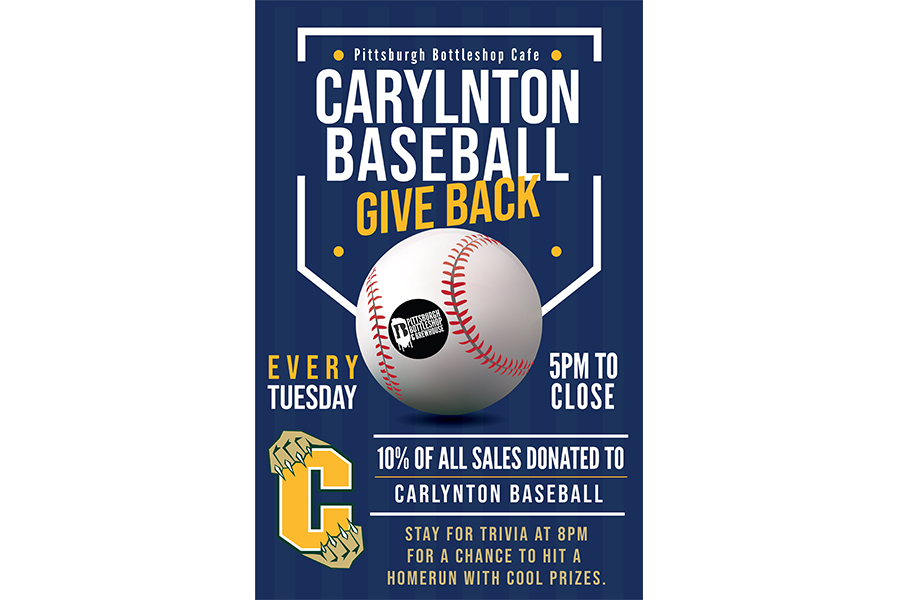 Pittsburgh Bottleshop Cafe
CARYLNTON
BASEBALL
GIVE BACK
PITTSBURGH
BOTTLESHOP
& BREWHOUSE
EVERY
TUESDAY
5PM TO
CLOSE
C
10% OF ALL SALES DONATED TO
CARLYNTON BASEBALL
STAY FOR TRIVIA AT 8PM
FOR A CHANCE TO HIT A
HOMERUN WITH COOL PRIZES.